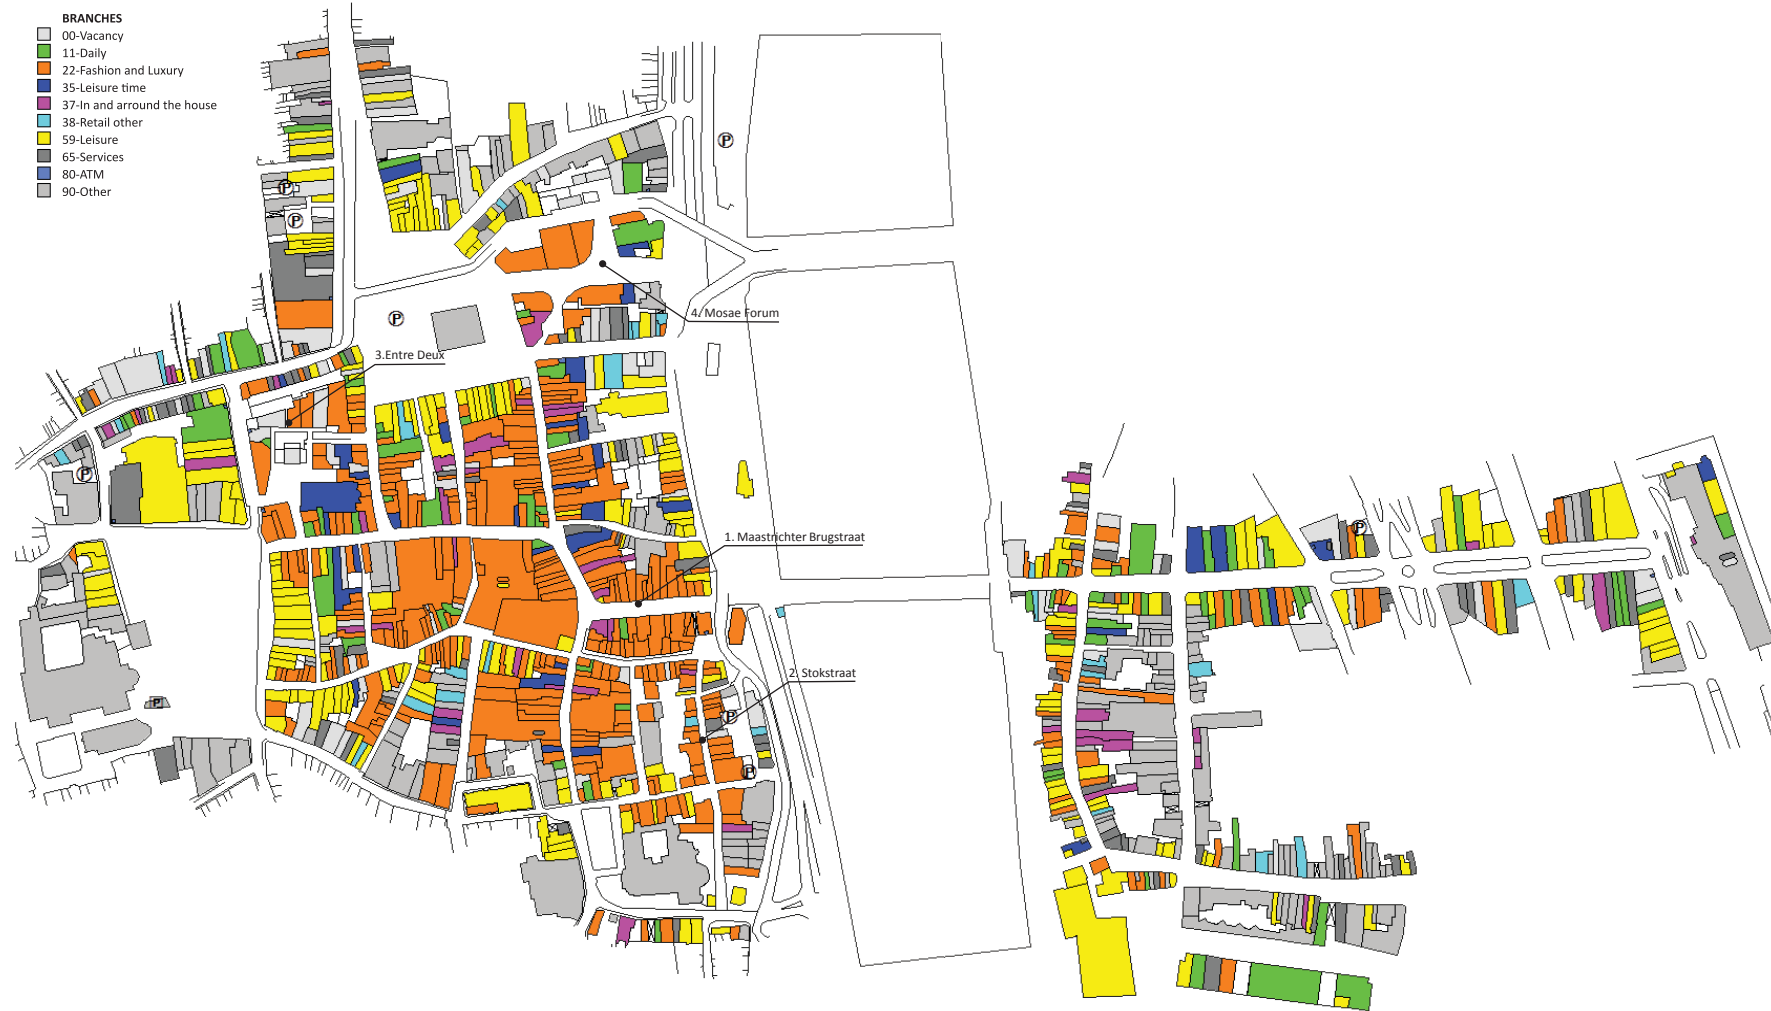 BRANCHES
00-Vacancy
11-Daily
22-Fashion and Luxury
35-Leisure time
37-In and arround the house
38-Retail other
59-Leisure
65-Services
80-ATM
90-Other
P
P
P
P
4. Mosae Forum
3.Entre Deux
P
P
1. Maastrichter Brugstraat
2. Stokstraat
P
P
P